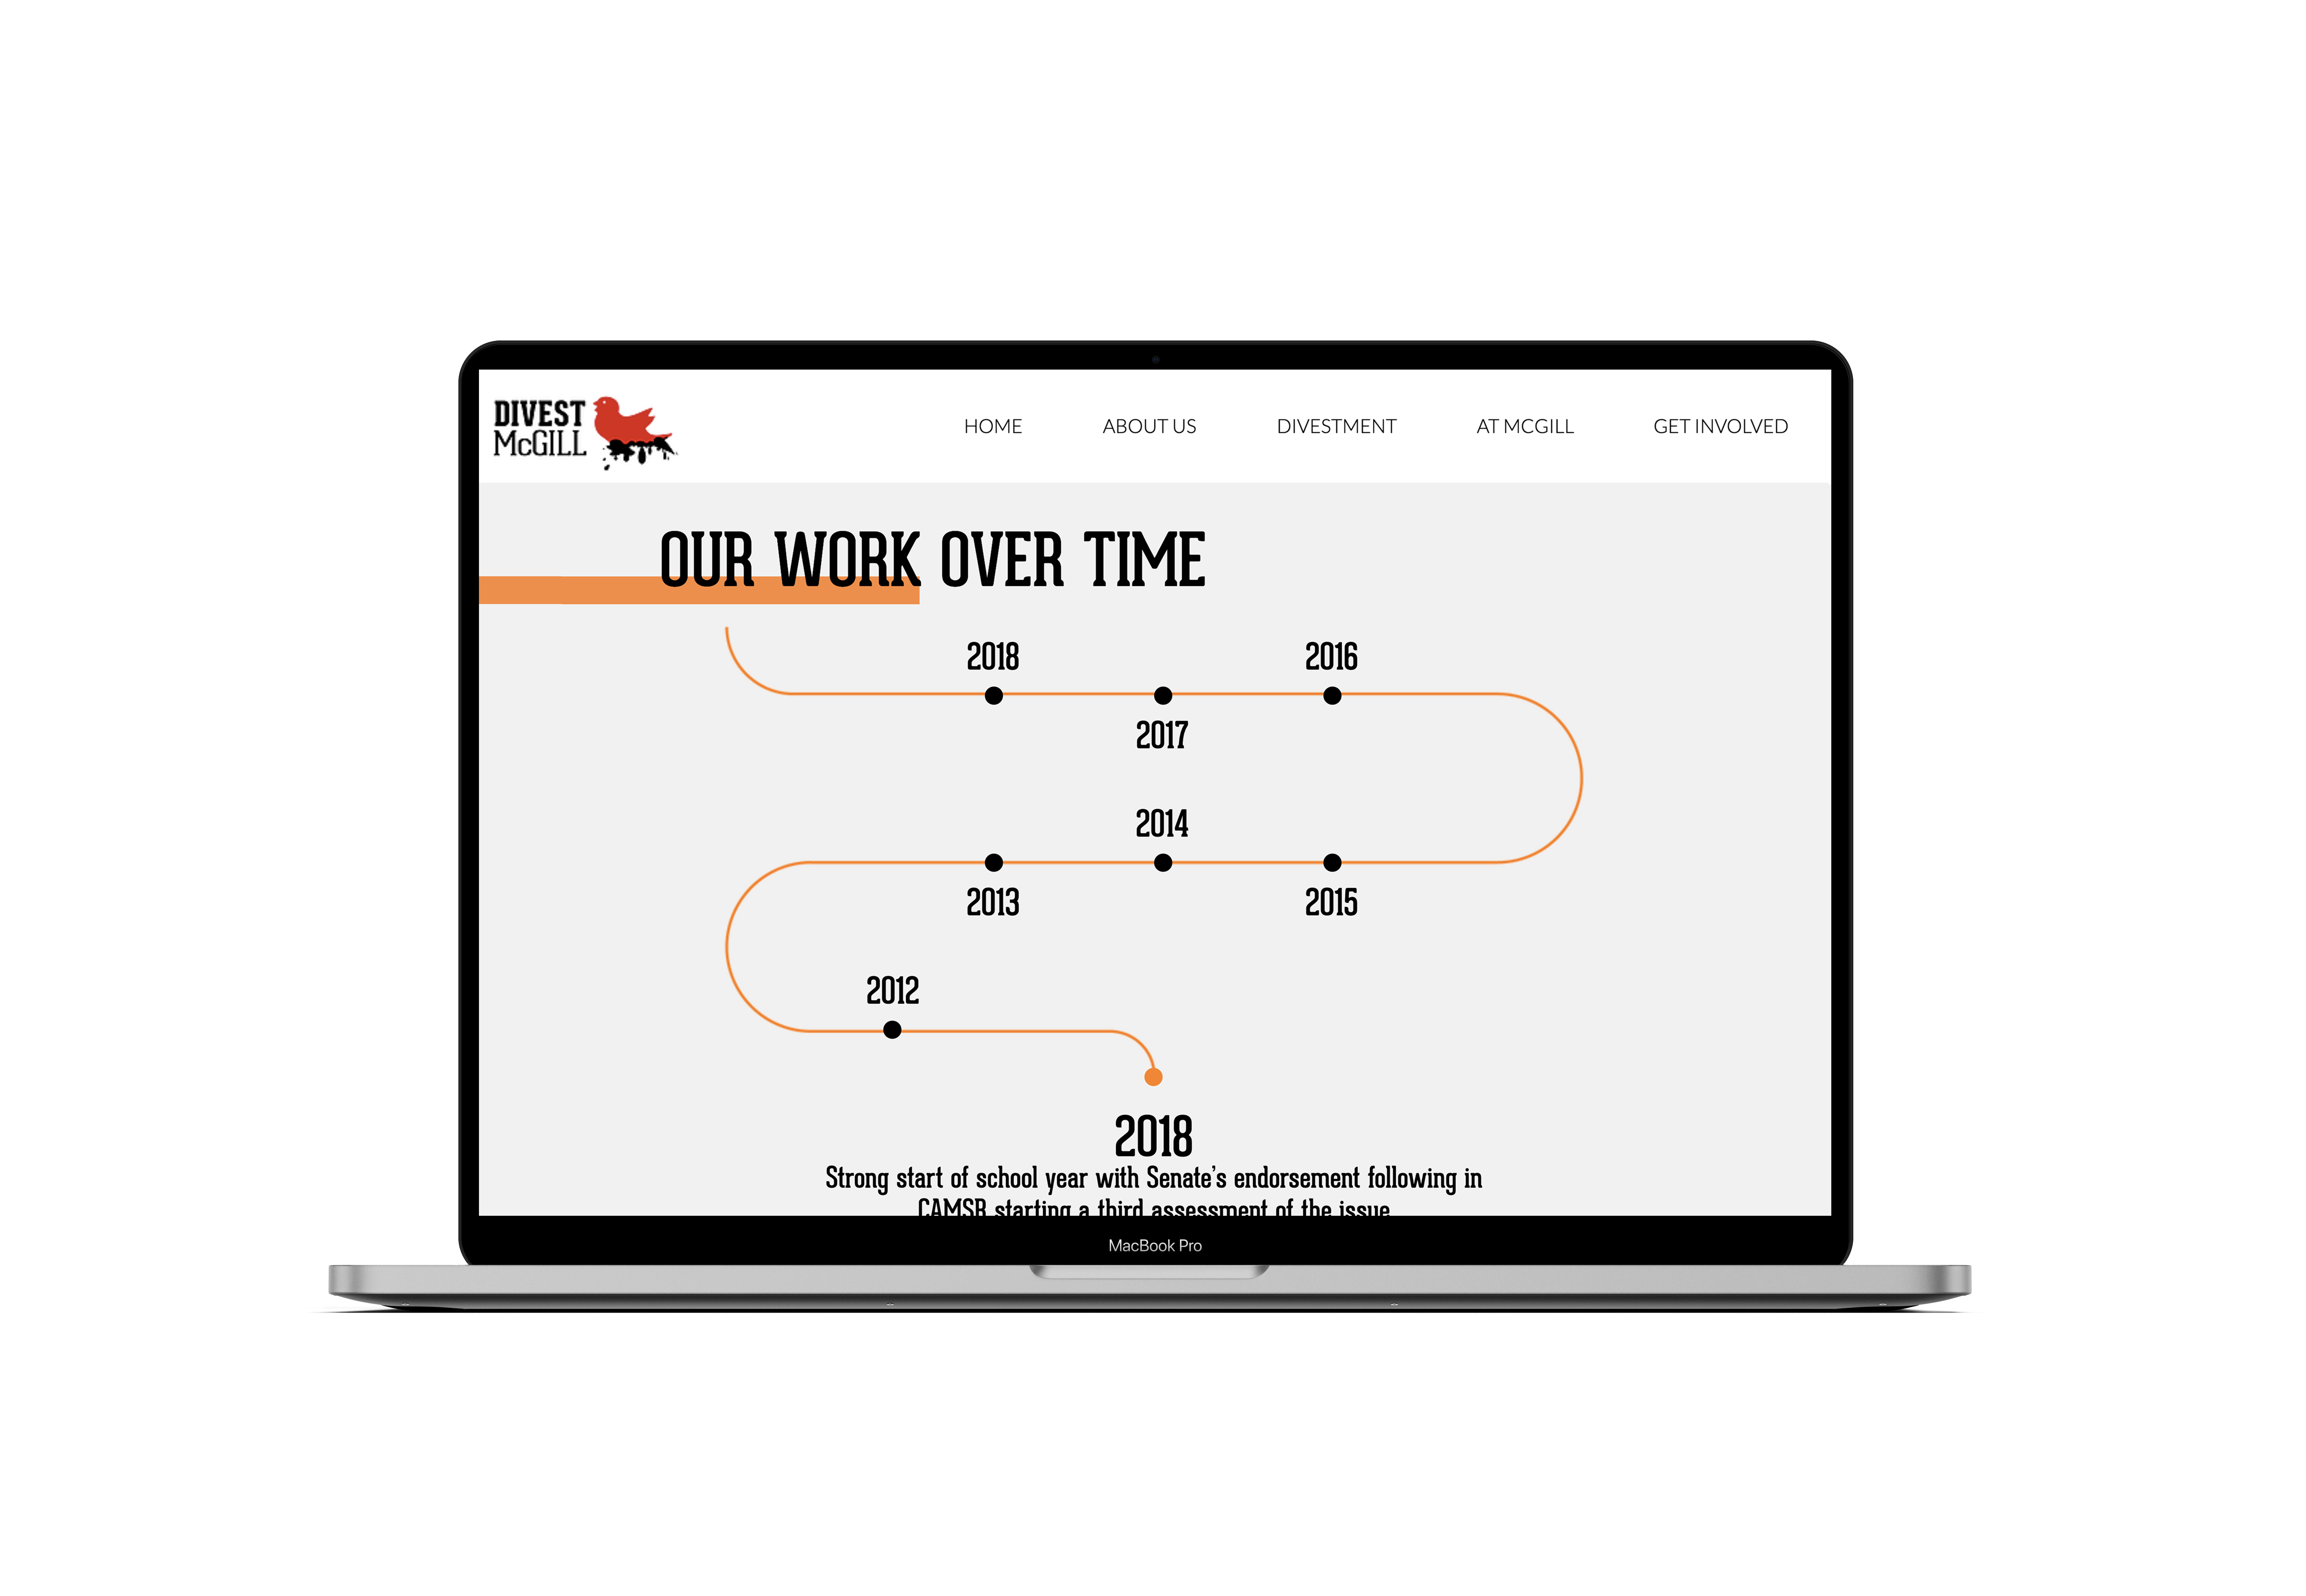 DIVEST
McGILL
HOME ABOUT US DIVESTMENT AT MCGILL GET INVOLVED
OUR WORK OVER TIME
2018 2016
2017
2014
2013 2015
2012
2018
Strong start of school year with Senate's endorsement following in
CAMSR starting a third assessment of the issue
MacBook Pro